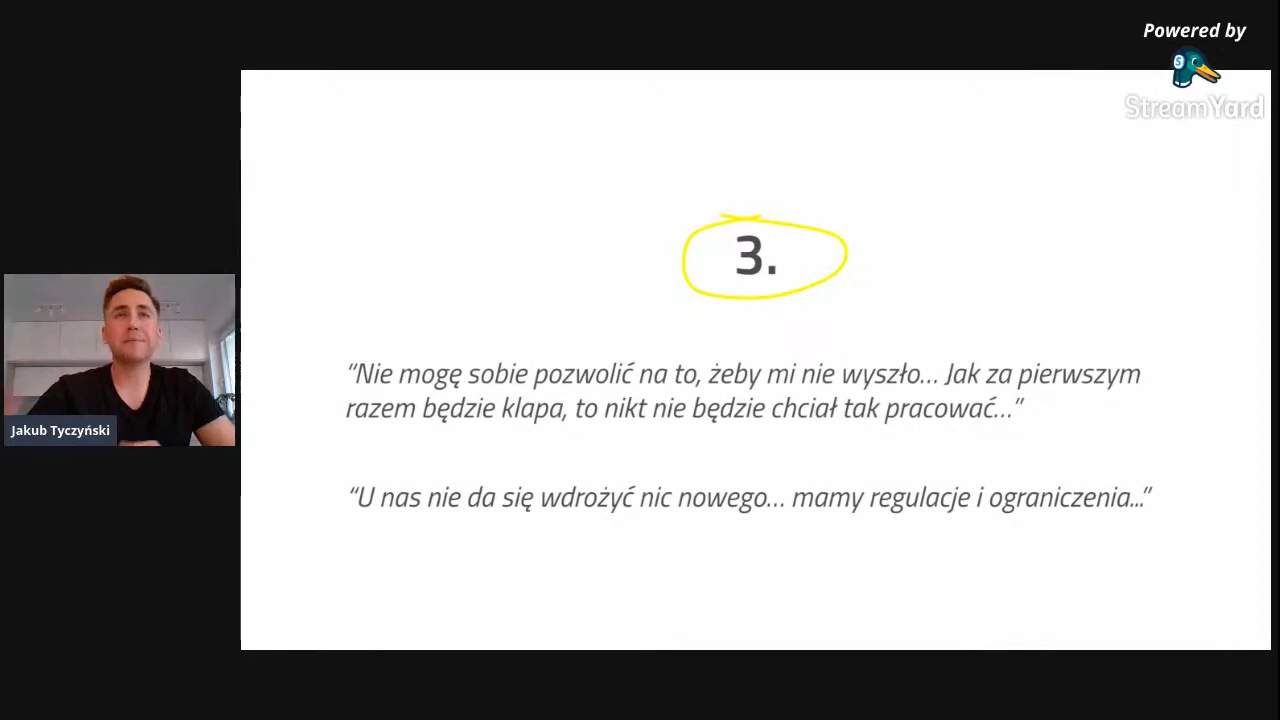 Powered by
StreamYard
3.
“Nie mogę sobie pozwolić na to, żeby mi nie wyszło... Jak za pierwszym
razem będzie klapa, to nikt nie będzie chciał tak pracować...”
“U nas nie da się wdrożyć nic nowego... mamy regulacje i ograniczenia...”
Jakub Tyczyński